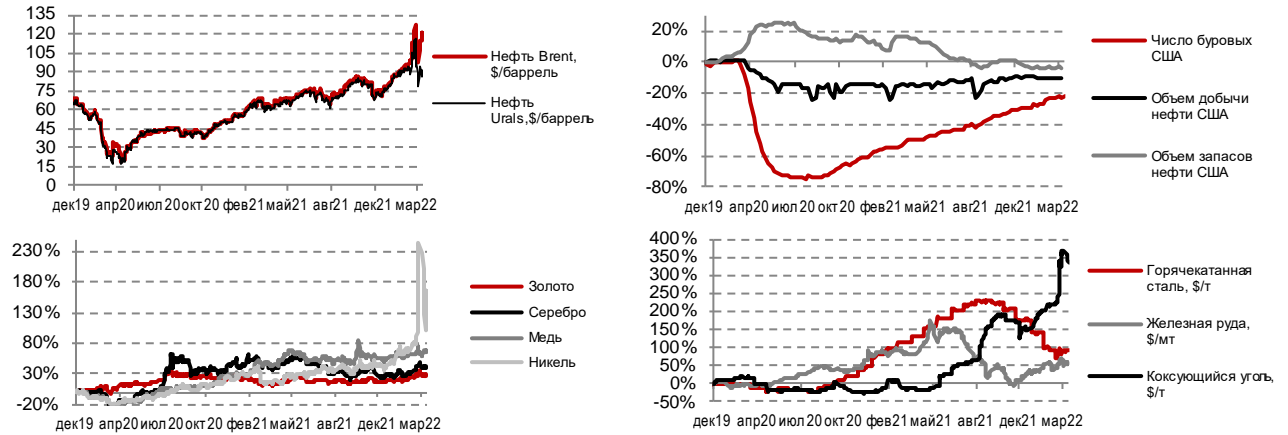 135
120
105
90
75
60
45
30
15
0
дек19 апр20 июл20 окт20 фев21 май21 авг21 дек21 мар22
Нефть Brent,
$/баррель
Нефть
Urals,$/баррель
20%
0%
-20%
-40%
-60%
-80%
дек19 апр20 июл20 окт20 фев21 май21 авг21 дек21 мар22
Число буровых
США
Объем добычи
нефти США
Объем запасов
нефти США
230%
180%
130%
80%
30%
-20%
дек19 апр20 июл20 окт20 фев21 май21 авг21 дек21 мар22
Золото
Серебро
Медь
Никель
400%
350%
300%
250%
200%
150%
100%
50%
0%
-50%
дек19 апр20 июл20 окт20 фев21 май21 авг21 дек21 мар22
Горячекатанная
сталь, $/т
Железная руда,
$/мт
Коксующийся уголь,
$/т